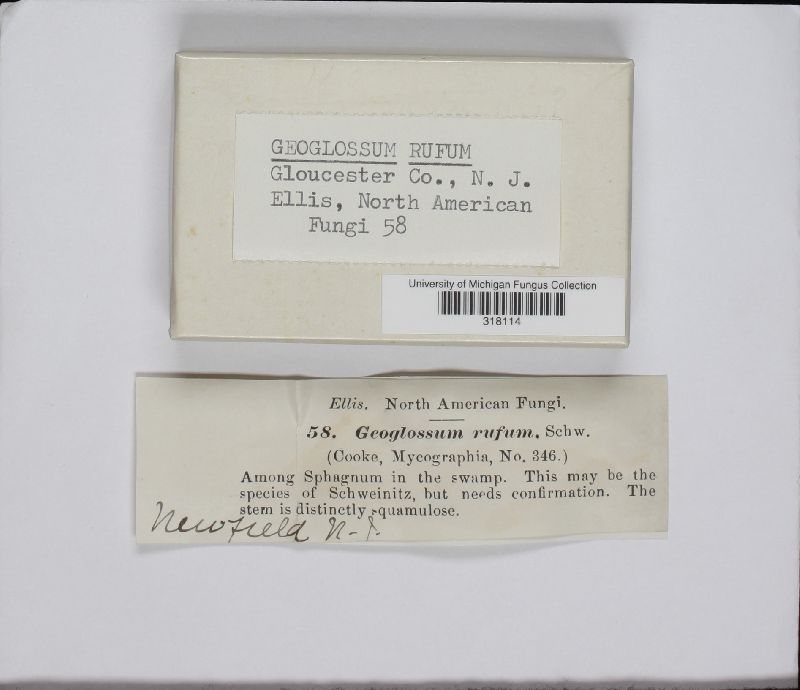 GEOGLOSSUM RUFUM
Gloucester Co., N. J.
Ellis, North American
Fungi 58
University of Michigan Fungus Collection
318114
Ellis. North American Fungi.
58. Geoglossum rufum, Schw.
(Cooke, Mycographia, No. 346.)
Among Sphagnum in the swamp. This may be the
species of Schweinitz, but needs confirmation. The
stem is distinctly squamulose.
Newfield N-J.